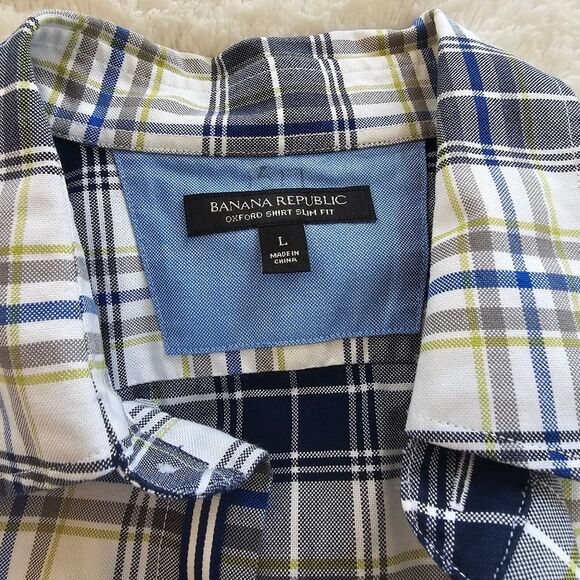 BANANA REPUBLIC
OXFORD SHIRT SLIM FIT
L
MADE IN
CHINA